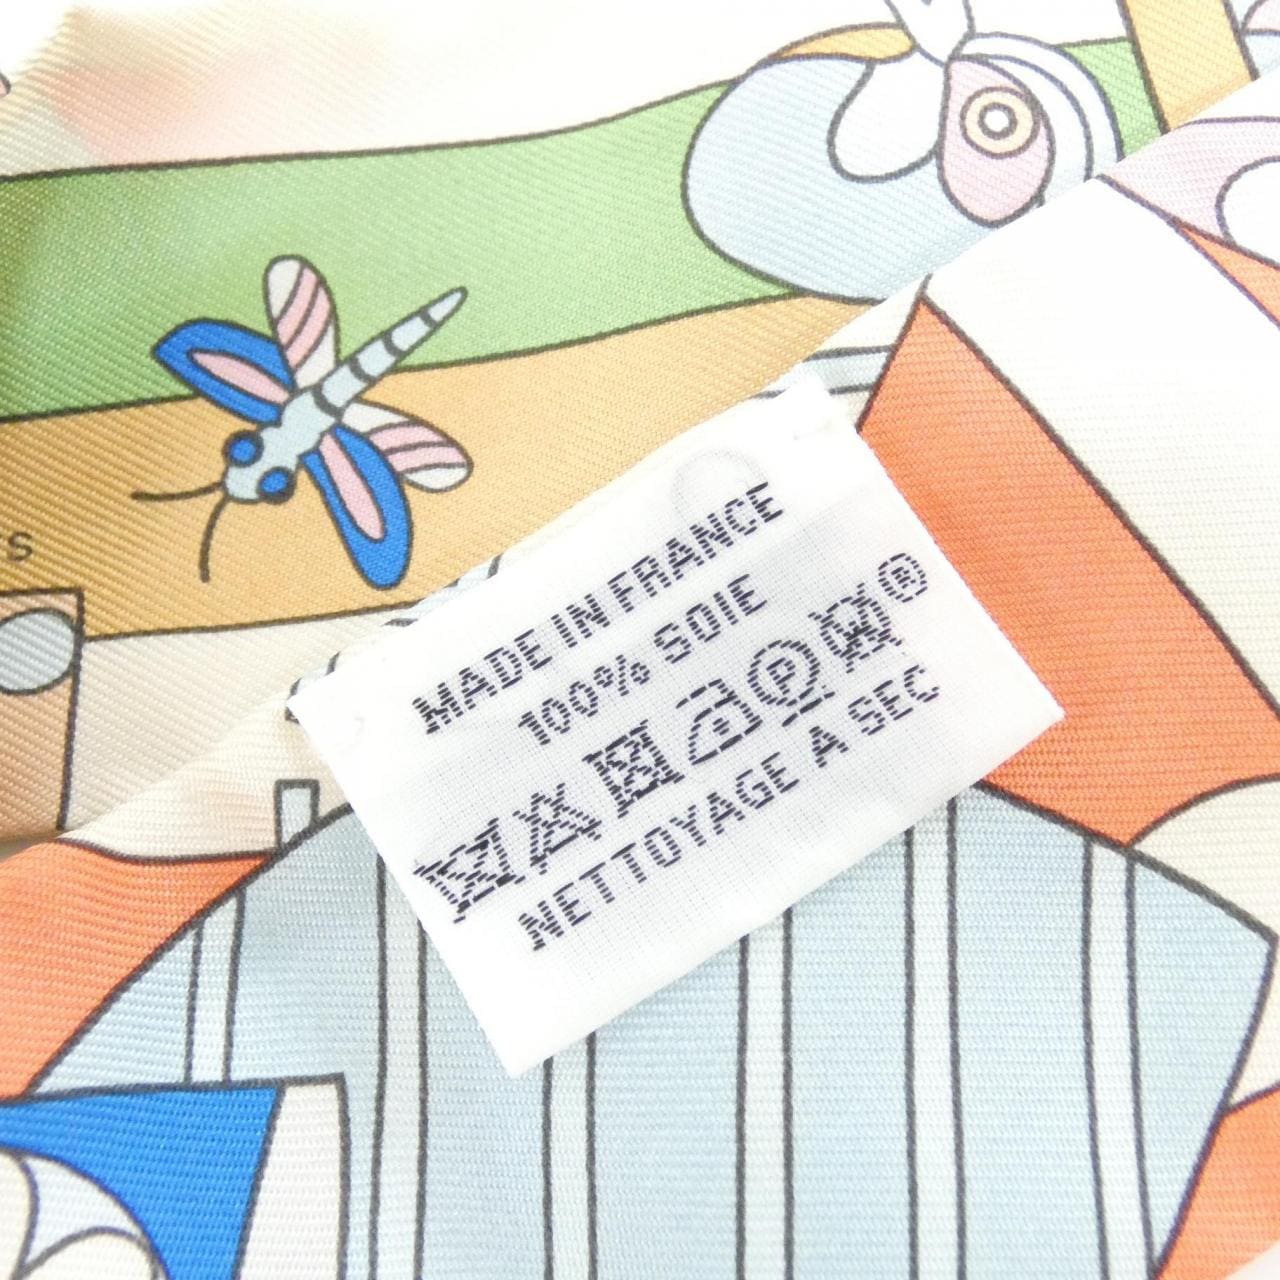 MADE IN FRANCE
100% SOIE
P ®
NETTOYAGE A SEC